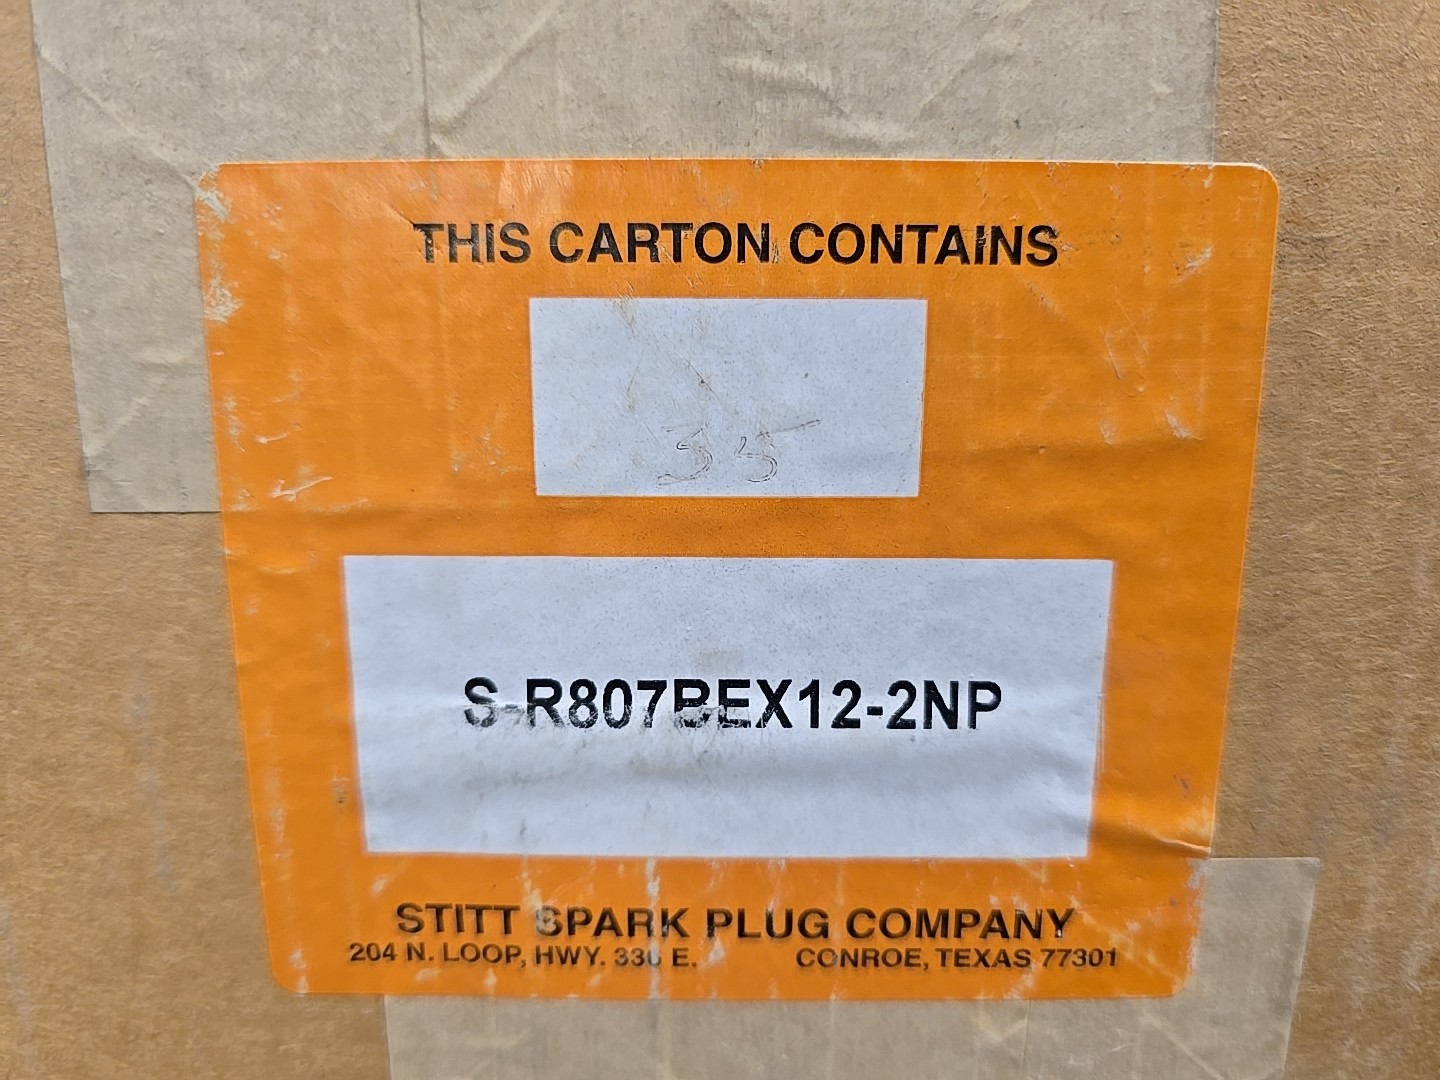 THIS CARTON CONTAINS
35
S-R807BEX12-2NP
STITT SPARK PLUG COMPANY
204 N. LOOP, HWY. 336 E. CONROE, TEXAS 77301